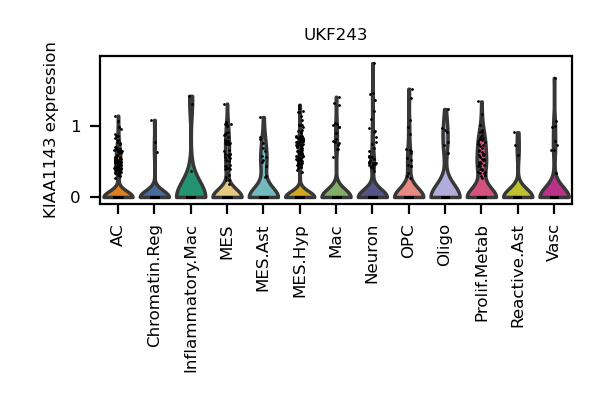 UKF243
KIAA1143 expression
1
0
AC
Chromatin.Reg
Inflammatory.Mac
MES
MES.Ast
MES.Hyp
Mac
Neuron
OPC
Oligo
Prolif.Metab
Reactive.Ast
Vasc